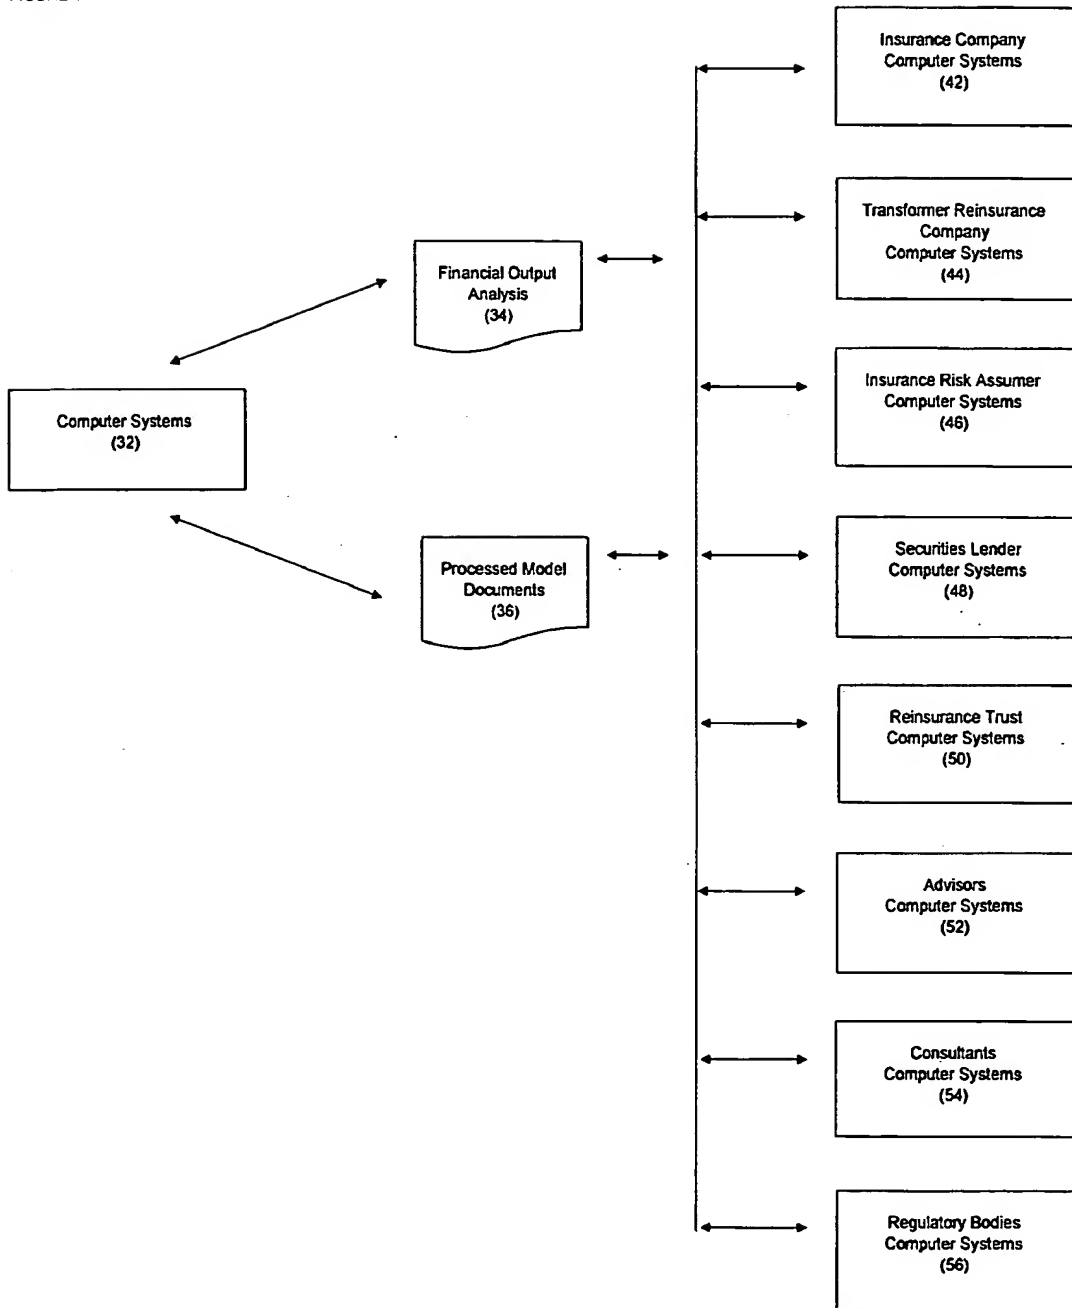 Insurance Company
Computer Systems
(42)
Transformer Reinsurance
Company
Computer Systems
(44)
Financial Output
Analysis
(34)
Insurance Risk Assumer
Computer Systems
(46)
Computer Systems
(32)
Securities Lender
Computer Systems
(48)
Processed Model
Documents
(36)
Reinsurance Trust
Computer Systems
(50)
Advisors
Computer Systems
(52)
Consultants
Computer Systems
(54)
Regulatory Bodies
Computer Systems
(56)